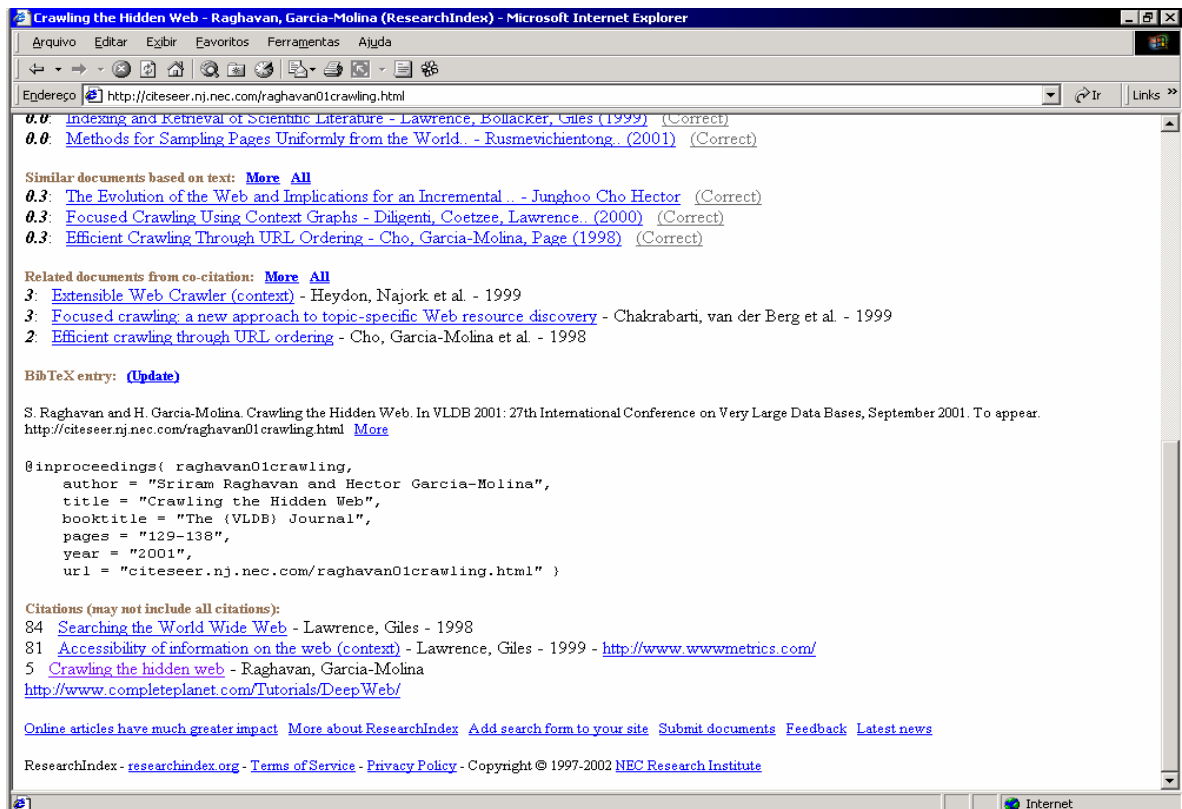 Crawling the Hidden Web - Raghavan, Garcia-Molina (ResearchIndex) - Microsoft Internet Explorer
Arquivo Editar Exibir Favoritos Ferramentas Ajuda
Endereço http://citeseer.nj.nec.com/raghavan01crawling.html Ir Links »
0.0: Indexing and Retrieval of Scientific Literature - Lawrence, Bollacker, Giles (1999) (Correct)
0.0: Methods for Sampling Pages Uniformly from the World.. - Rusmevichientong.. (2001) (Correct)
Similar documents based on text: More All
0.3: The Evolution of the Web and Implications for an Incremental .. - Junghoo Cho Hector (Correct)
0.3: Focused Crawling Using Context Graphs - Diligenti, Coetzee, Lawrence.. (2000) (Correct)
0.3: Efficient Crawling Through URL Ordering - Cho, Garcia-Molina, Page (1998) (Correct)
Related documents from co-citation: More All
3: Extensible Web Crawler (context) - Heydon, Najork et al. - 1999
3: Focused crawling: a new approach to topic-specific Web resource discovery - Chakrabarti, van der Berg et al. - 1999
2: Efficient crawling through URL ordering - Cho, Garcia-Molina et al. - 1998
BibTeX entry: (Update)
S. Raghavan and H. Garcia-Molina. Crawling the Hidden Web. In VLDB 2001: 27th International Conference on Very Large Data Bases, September 2001. To appear.
http://citeseer.nj.nec.com/raghavan01crawling.html More
@inproceedings{ raghavan01crawling,
author = "Sriram Raghavan and Hector Garcia-Molina",
title = "Crawling the Hidden Web",
booktitle = "The {VLDB} Journal",
pages = "129-138",
year = "2001",
url = "citeseer.nj.nec.com/raghavan01crawling.html" }
Citations (may not include all citations):
84 Searching the World Wide Web - Lawrence, Giles - 1998
81 Accessibility of information on the web (context) - Lawrence, Giles - 1999 - http://www.wwwmetrics.com/
5 Crawling the hidden web - Raghavan, Garcia-Molina
http://www.completeplanet.com/Tutorials/DeepWeb/
Online articles have much greater impact More about ResearchIndex Add search form to your site Submit documents Feedback Latest news
ResearchIndex - researchindex.org - Terms of Service - Privacy Policy - Copyright © 1997-2002 NEC Research Institute
Internet